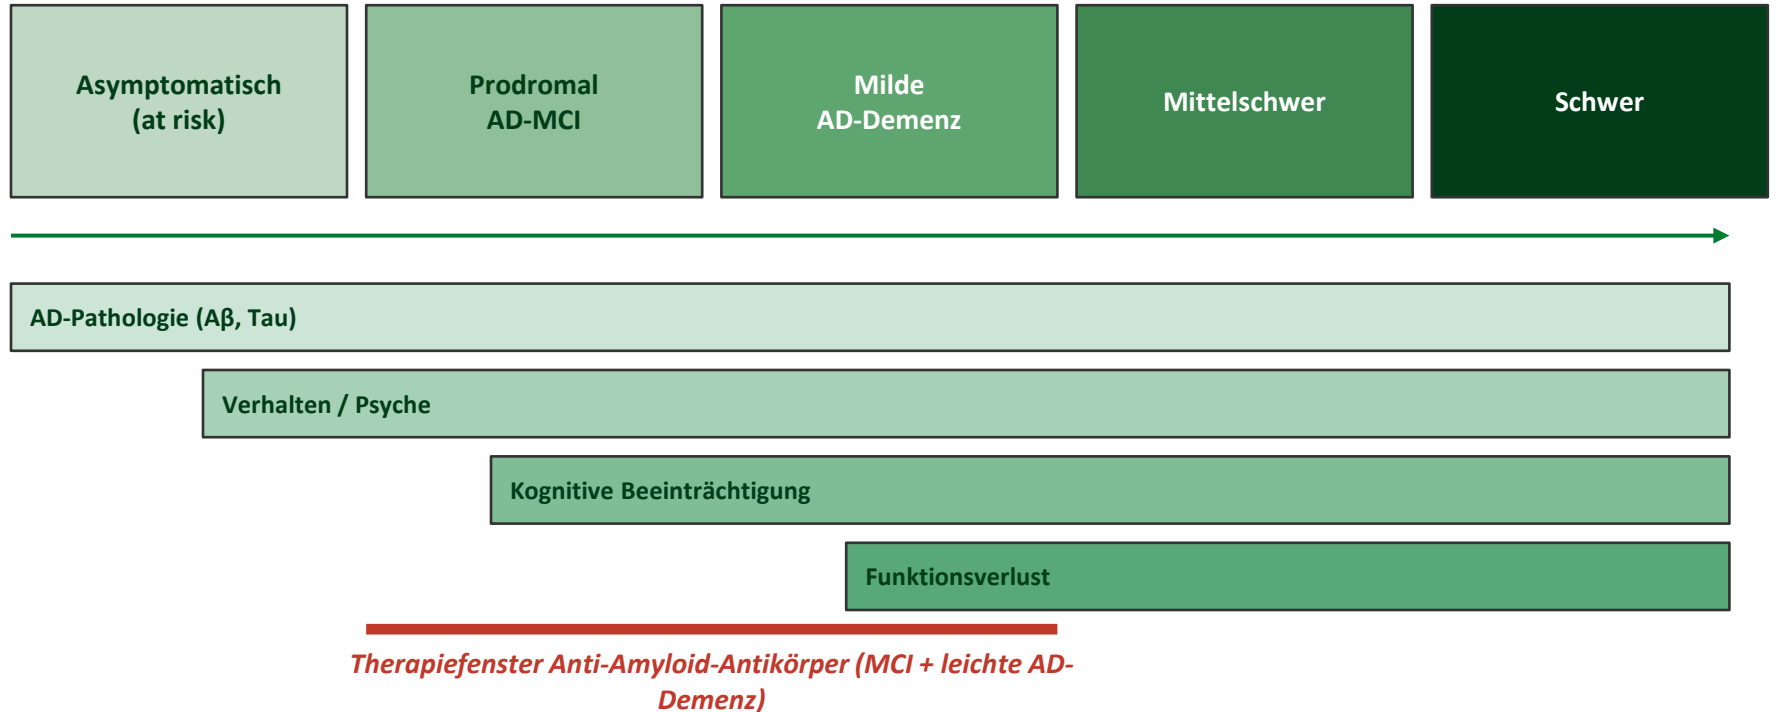 Asymptomatisch
(at risk)
Prodromal
AD-MCI
Milde
AD-Demenz
Mittelschwer
Schwer
AD-Pathologie (Aβ, Tau)
Verhalten / Psyche
Kognitive Beeinträchtigung
Funktionsverlust
Therapiefenster Anti-Amyloid-Antikörper (MCI + leichte AD-
Demenz)